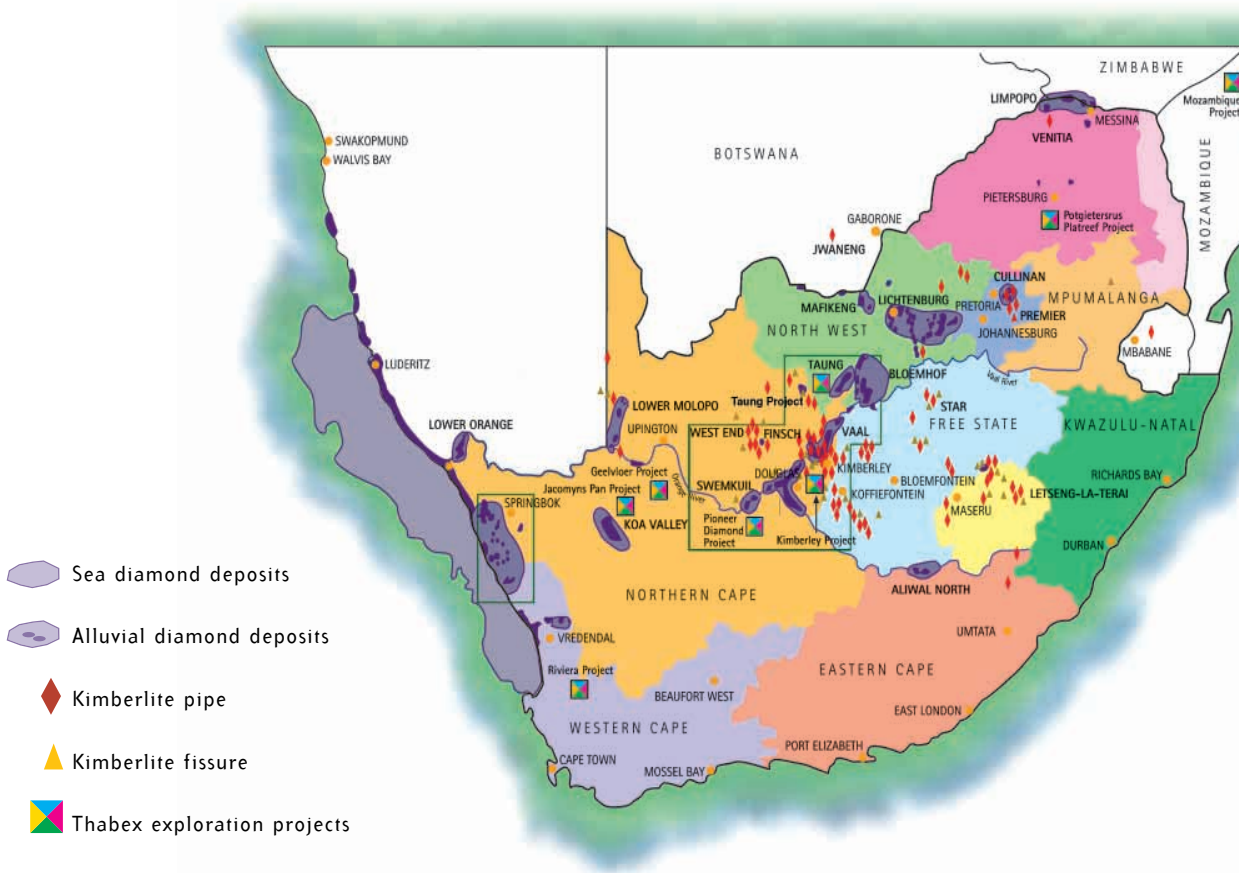 ZIMBABWE
Mozambique
Project
LIMPOPO
MESSINA
VENITIA
SWAKOPMUND
WALVIS BAY
BOTSWANA
MOZAMBIQUE
PIETERSBURG
Potgietersrus
Platreef Project
GABORONE
JWANENG
CULLINAN
MAFIKENG
LICHTENBURG
PRETORIA
MPUMALANGA
PREMIER
NORTH WEST
JOHANNESBURG
MBABANE
LUDERITZ
TAUNG
BLOEMHOF
Vaal River
Taung Project
LOWER MOLOPO
STAR
LOWER ORANGE
UPINGTON
WEST END
FINSCH
VAAL
FREE STATE
KWAZULU-NATAL
Geelvloer Project
DOUGLAS
KIMBERLEY
Jacomyns Pan Project
Orange River
SWEMKUIL
BLOEMFONTEIN
RICHARDS BAY
SPRINGBOK
KOFFIEFONTEIN
LETSENG-LA-TERAI
KOA VALLEY
Pioneer
Diamond
Project
Kimberley Project
MASERU
DURBAN
Sea diamond deposits
NORTHERN CAPE
ALIWAL NORTH
Alluvial diamond deposits
VREDENDAL
UMTATA
Riviera Project
EASTERN CAPE
Kimberlite pipe
BEAUFORT WEST
WESTERN CAPE
EAST LONDON
Kimberlite fissure
CAPE TOWN
MOSSEL BAY
PORT ELIZABETH
Thabex exploration projects